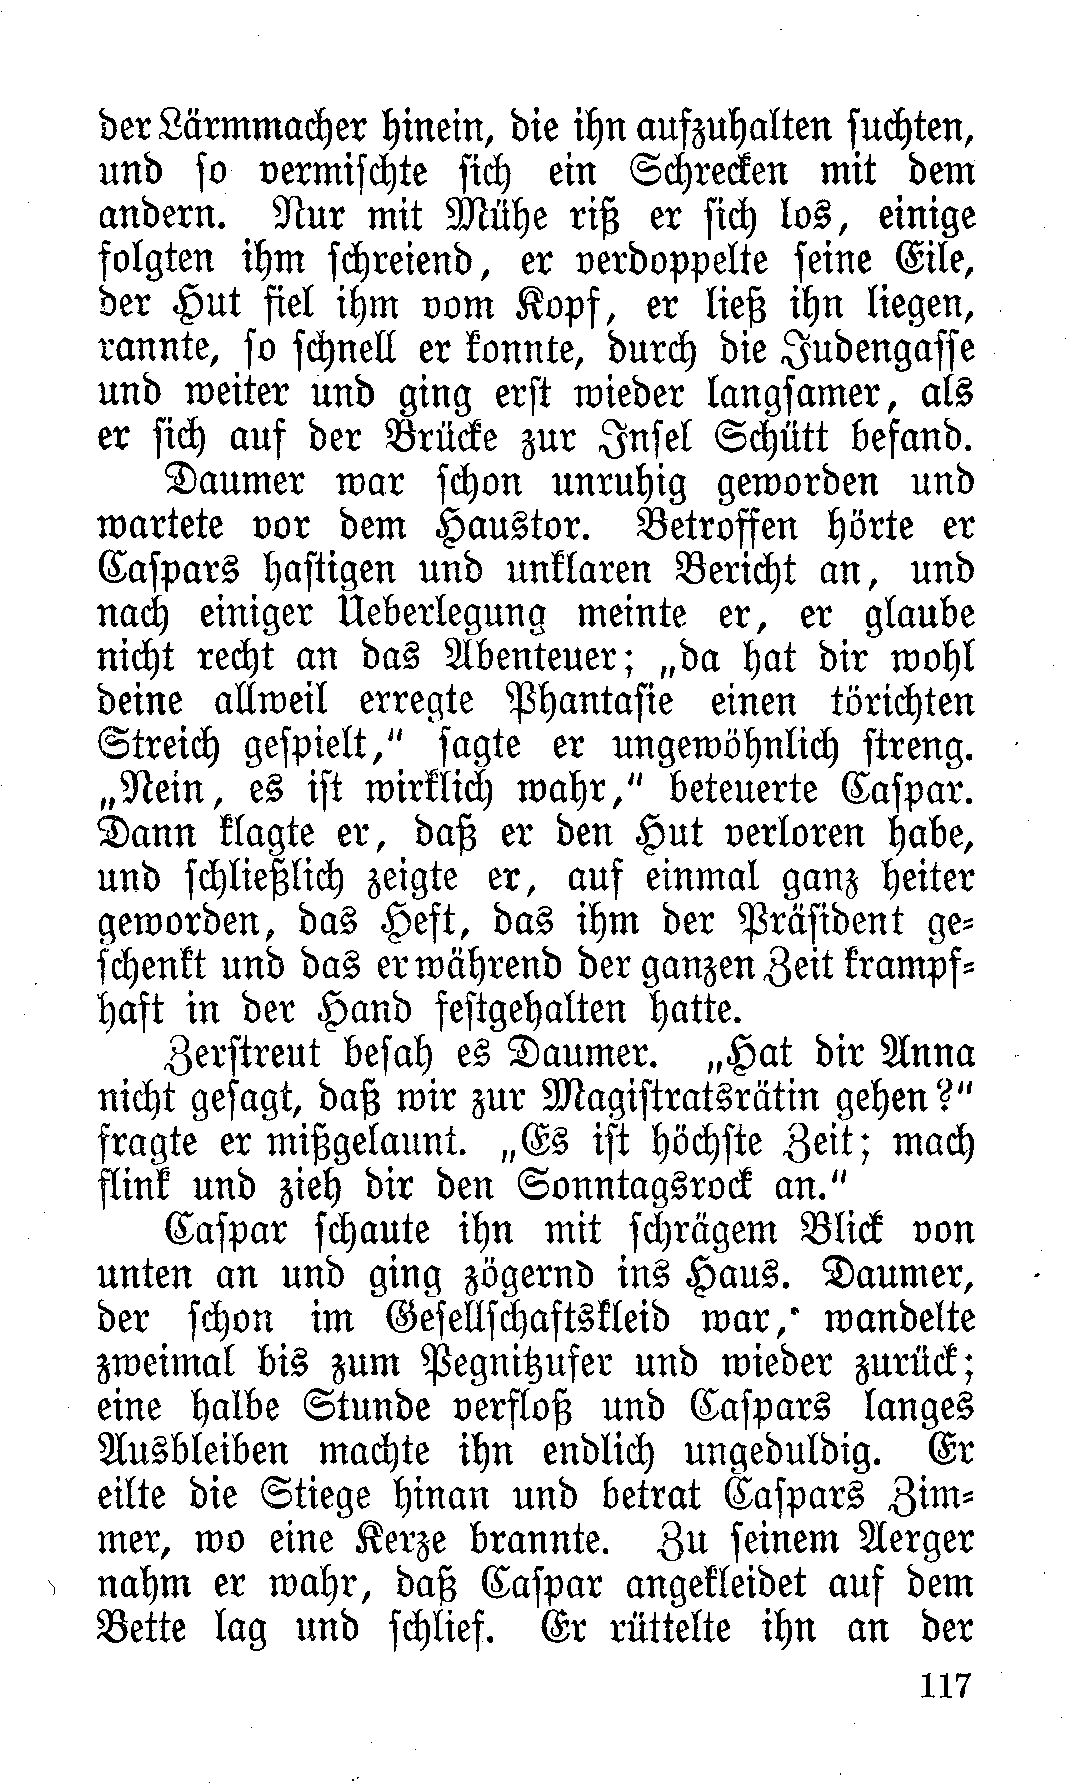 der Lärmmacher hinein, die ihn aufzuhalten suchten,
und so vermischte sich ein Schrecken mit dem
andern. Nur mit Mühe riß er sich los, einige
folgten ihm schreiend, er verdoppelte seine Eile,
der Hut fiel ihm vom Kopf, er ließ ihn liegen,
rannte, so schnell er konnte, durch die Judengasse
und weiter und ging erst wieder langsamer, als
er sich auf der Brücke zur Insel Schütt befand.
Daumer war schon unruhig geworden und
wartete vor dem Haustor. Betroffen hörte er
Caspars hastigen und unklaren Bericht an, und
nach einiger Ueberlegung meinte er, er glaube
nicht recht an das Abenteuer; „da hat dir wohl
deine allweil erregte Phantasie einen törichten
Streich gespielt,“ sagte er ungewöhnlich streng.
„Nein, es ist wirklich wahr,“ beteuerte Caspar.
Dann klagte er, daß er den Hut verloren habe,
und schließlich zeigte er, auf einmal ganz heiter
geworden, das Heft, das ihm der Präsident ge-
schenkt und das er während der ganzen Zeit krampf-
haft in der Hand festgehalten hatte.
Zerstreut besah es Daumer. „Hat dir Anna
nicht gesagt, daß wir zur Magistratsrätin gehen?“
fragte er mißgelaunt. „Es ist höchste Zeit; mach
flink und zieh dir den Sonntagsrock an.“
Caspar schaute ihn mit schrägem Blick von
unten an und ging zögernd ins Haus. Daumer,
der schon im Gesellschaftskleid war, wandelte
zweimal bis zum Pegnitzufer und wieder zurück;
eine halbe Stunde verfloß und Caspars langes
Ausbleiben machte ihn endlich ungeduldig. Er
eilte die Stiege hinan und betrat Caspars Zim-
mer, wo eine Kerze brannte. Zu seinem Aerger
nahm er wahr, daß Caspar angekleidet auf dem
Bette lag und schlief. Er rüttelte ihn an der
117